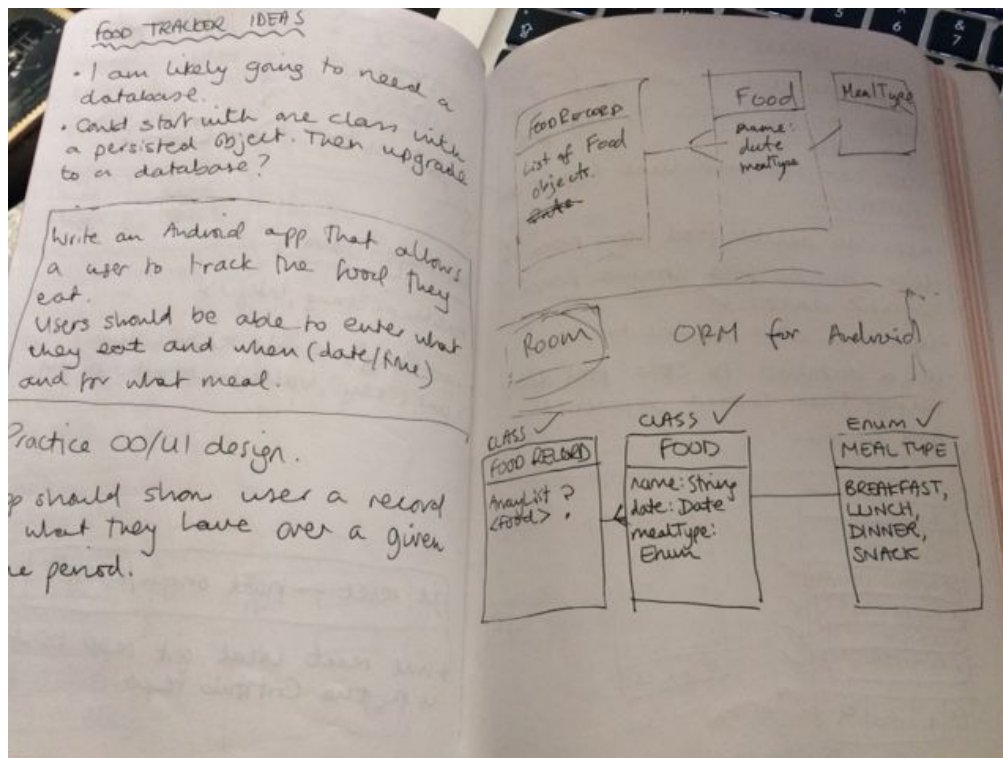 FOOD TRACKER IDEAS
• I am likely going to need a
database.
• Could start with one class with
a persisted object. Then upgrade
to a database?
Write an Android app that allows
a user to track the food they
eat.
Users should be able to enter what
they eat and when (date/time)
and for what meal.
Practice OO/UI design.
p should show user a record
what they have over a given
e period.
FOOD RECORD
List of Food
objects.
Food
name:
date
mealType
MealType
Room
ORM for Android
CLASS ✓
FOOD RECORD
ArrayList ?
<Food>
CLASS ✓
FOOD
name: String
date: Date
mealType:
Enum
ENUM ✓
MEAL TYPE
BREAKFAST,
LUNCH,
DINNER,
SNACK
5
6
&
7